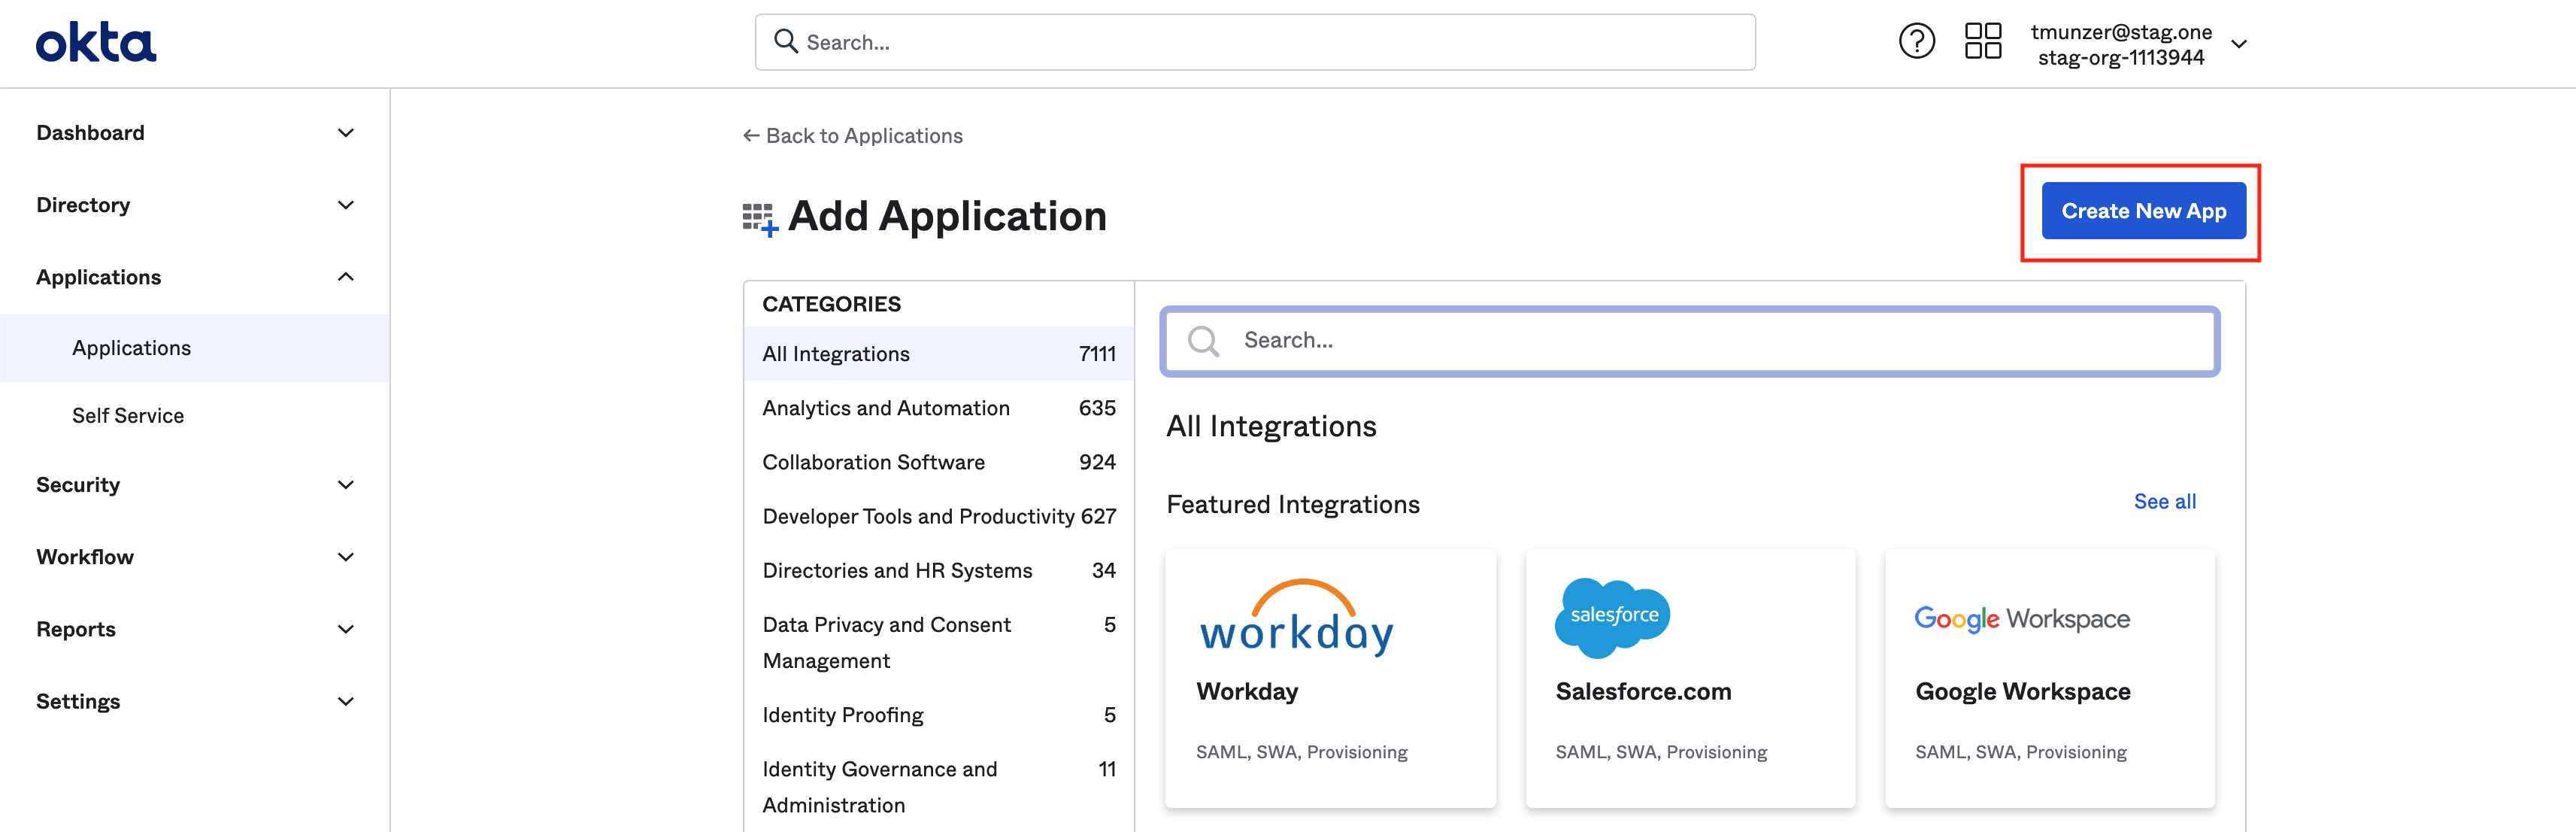 okta
Search...
tmunzer@stag.one
stag-org-1113944
Dashboard
Directory
Applications
Applications
Self Service
Security
Workflow
Reports
Settings
← Back to Applications
Add Application
Create New App
CATEGORIES
All Integrations 7111
Analytics and Automation 635
Collaboration Software 924
Developer Tools and Productivity 627
Directories and HR Systems 34
Data Privacy and Consent 5
Management
Identity Proofing 5
Identity Governance and 11
Administration
Search...
All Integrations
Featured Integrations
See all
workday
Workday
SAML, SWA, Provisioning
salesforce
Salesforce.com
SAML, SWA, Provisioning
Google Workspace
Google Workspace
SAML, SWA, Provisioning